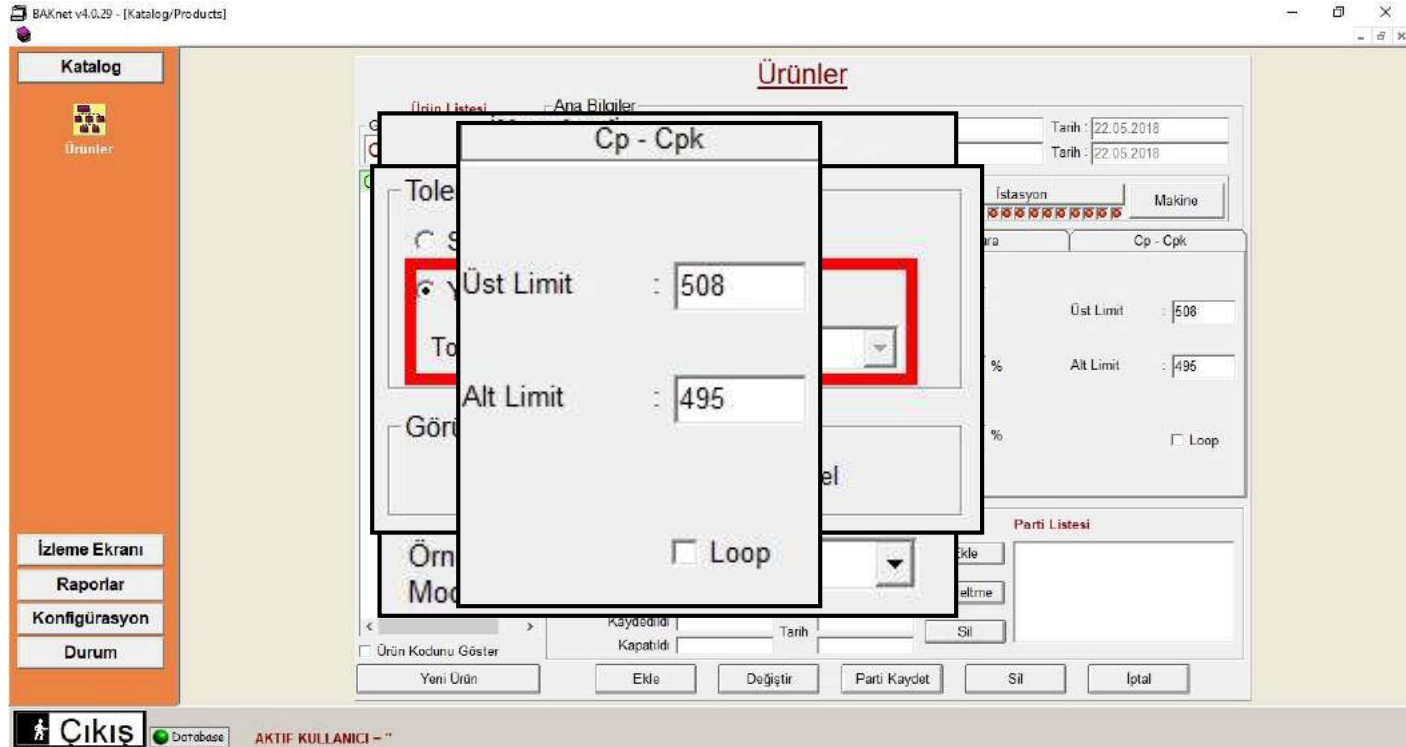 BAKnet v4.0.29 - [Katalog/Products]
Katalog
Ürünler
İzleme Ekranı
Raporlar
Konfigürasyon
Durum
Ürünler
Ürün Listesi
Ana Bilgiler
Tarih : 22.05.2018
Tarih : 22.05.2018
İstasyon
Makine
Cp - Cpk
Üst Limit : 508
% Alt Limit : 495
% Loop
Cp - Cpk
Tole
Üst Limit : 508
To
Alt Limit : 495
Görü
el
Loop
Örn
Mod
Parti Listesi
Ekle
eltme
Sil
Kaydedildi
Tarih
Kapatıldı
Ürün Kodunu Göster
Yeni Ürün
Ekle
Değiştir
Parti Kaydet
Sil
İptal
Çıkış
Database
AKTIF KULLANICI – ''